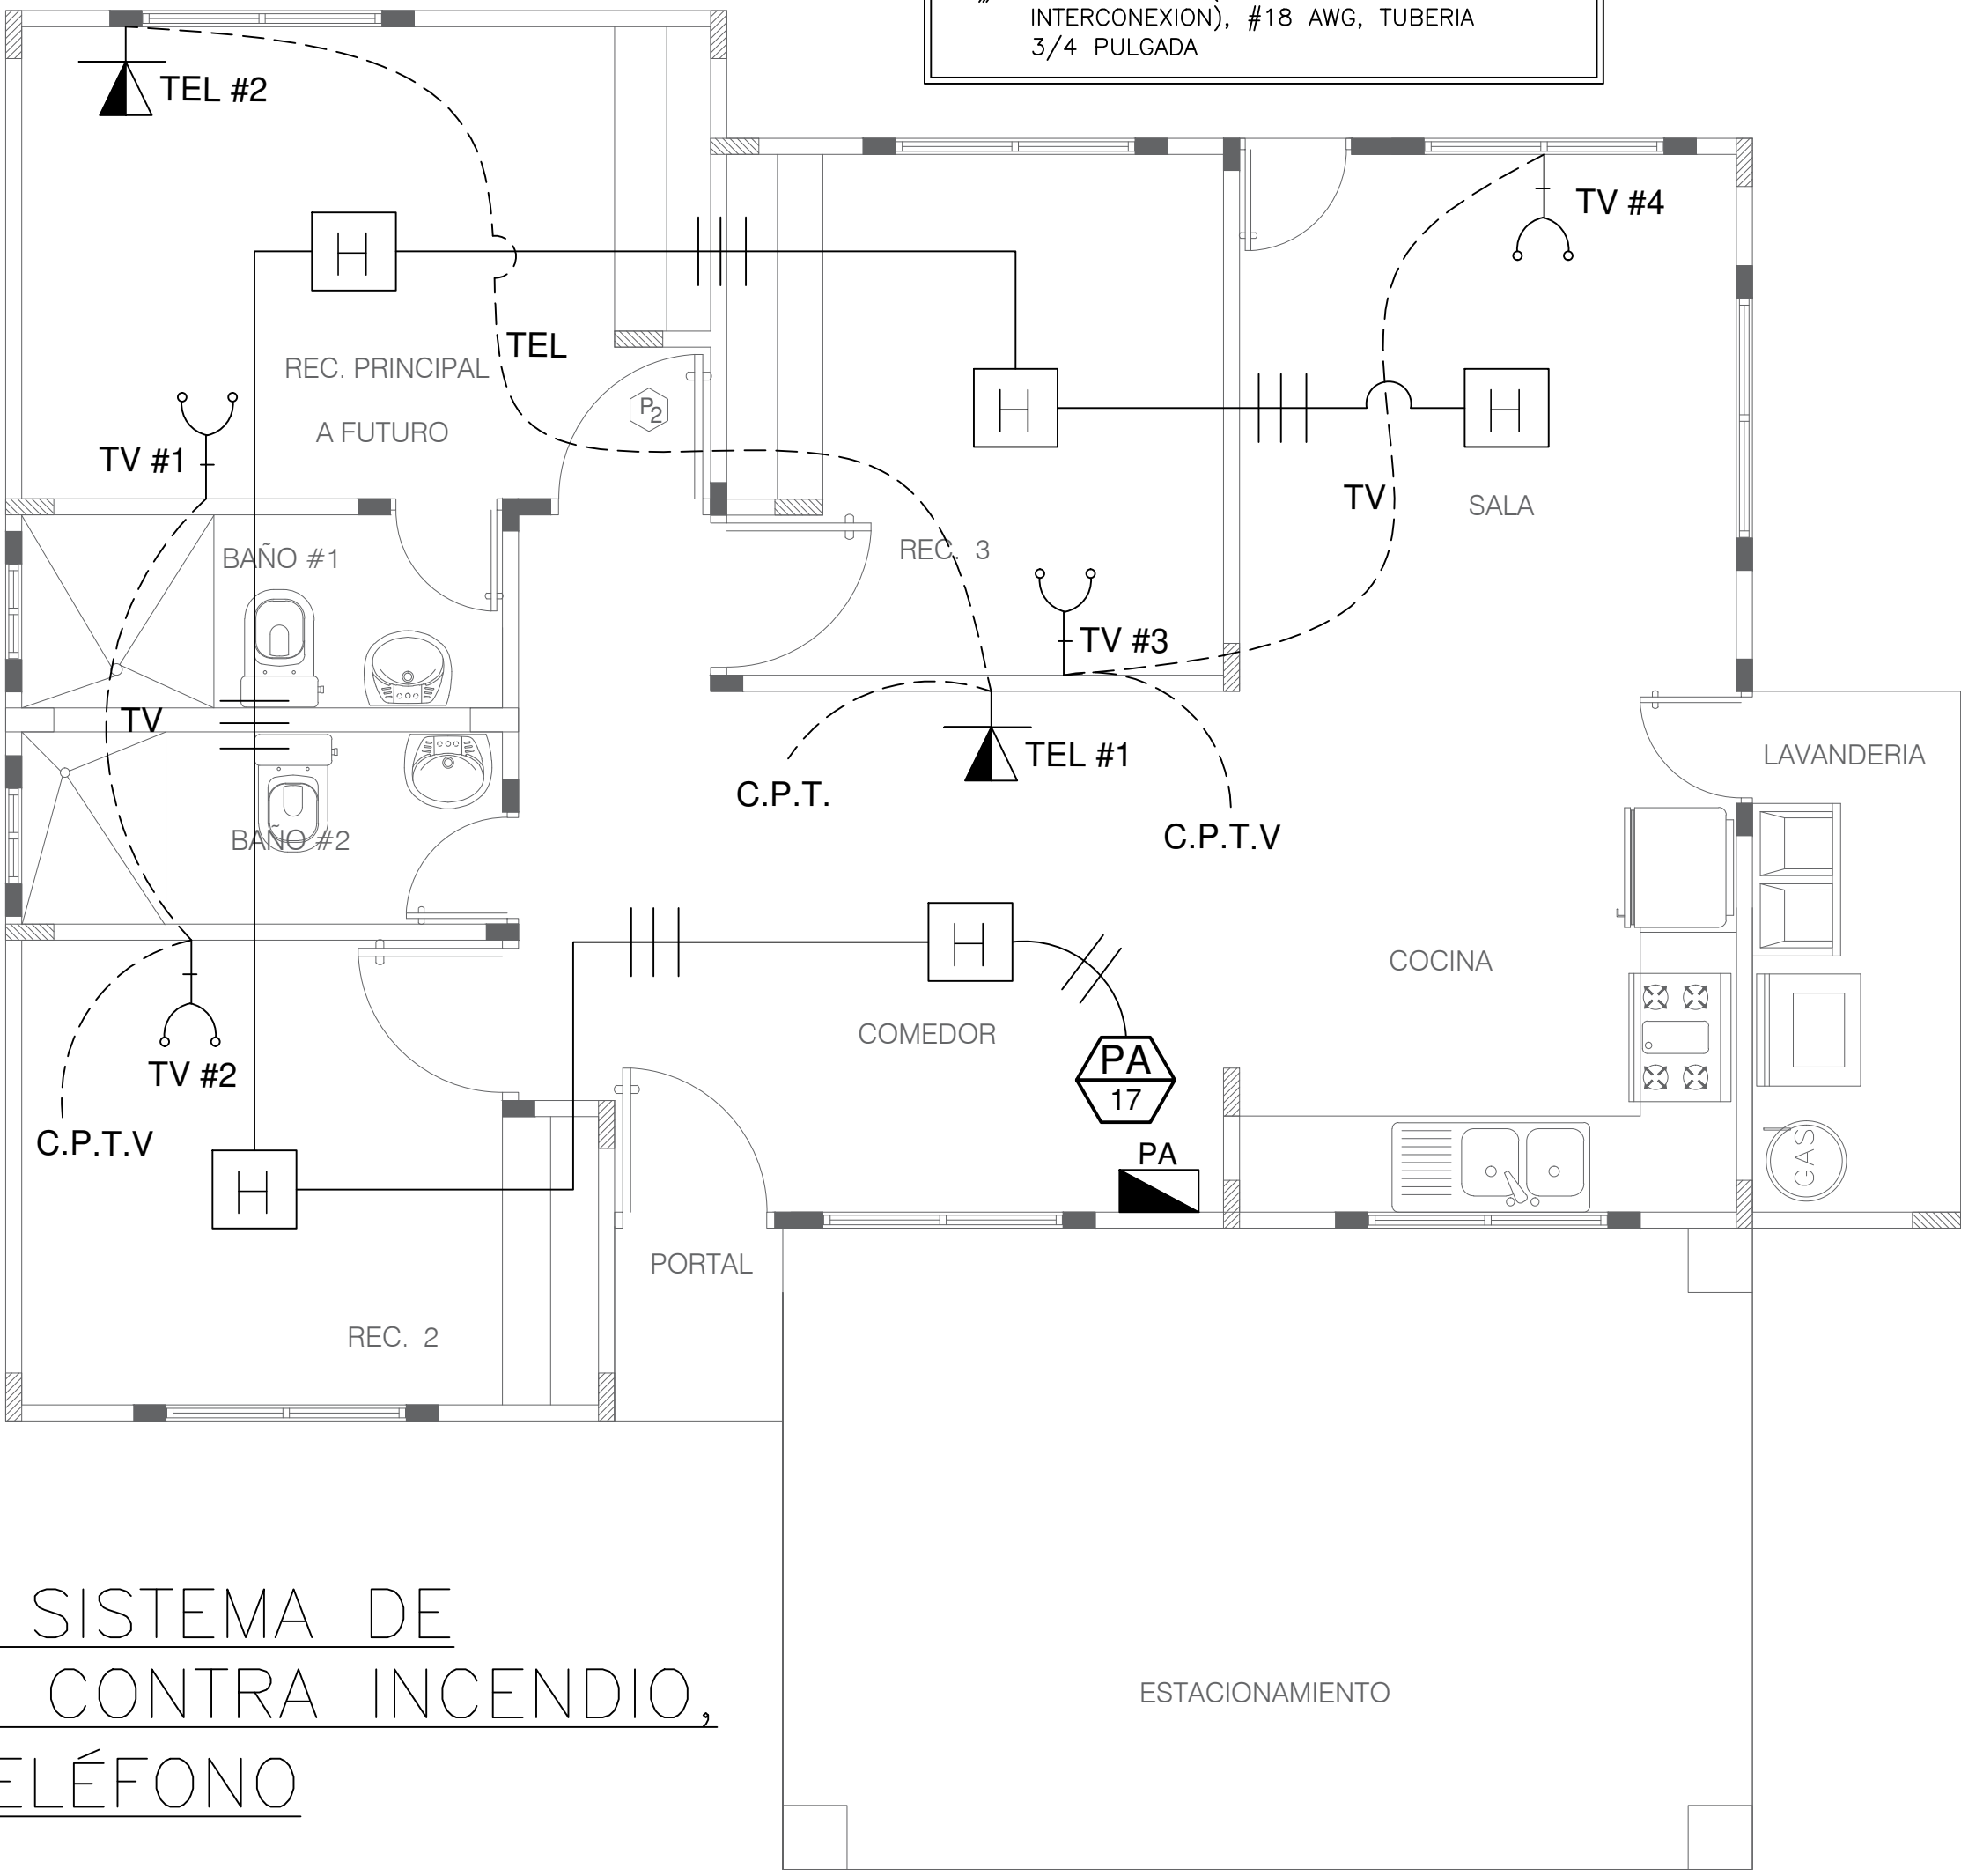 INTERCONEXION), #18 AWG, TUBERIA
3/4 PULGADA
TEL #2
TV #4
H
TEL
REC. PRINCIPAL
A FUTURO
P2
H
H
TV #1
TV
SALA
BAÑO #1
REC. 3
TV #3
TV
TEL #1
LAVANDERIA
C.P.T.
C.P.T.V
BAÑO #2
H
COCINA
COMEDOR
TV #2
PA
17
C.P.T.V
PA
GAS
H
PORTAL
REC. 2
SISTEMA DE
CONTRA INCENDIO,
ELÉFONO
ESTACIONAMIENTO